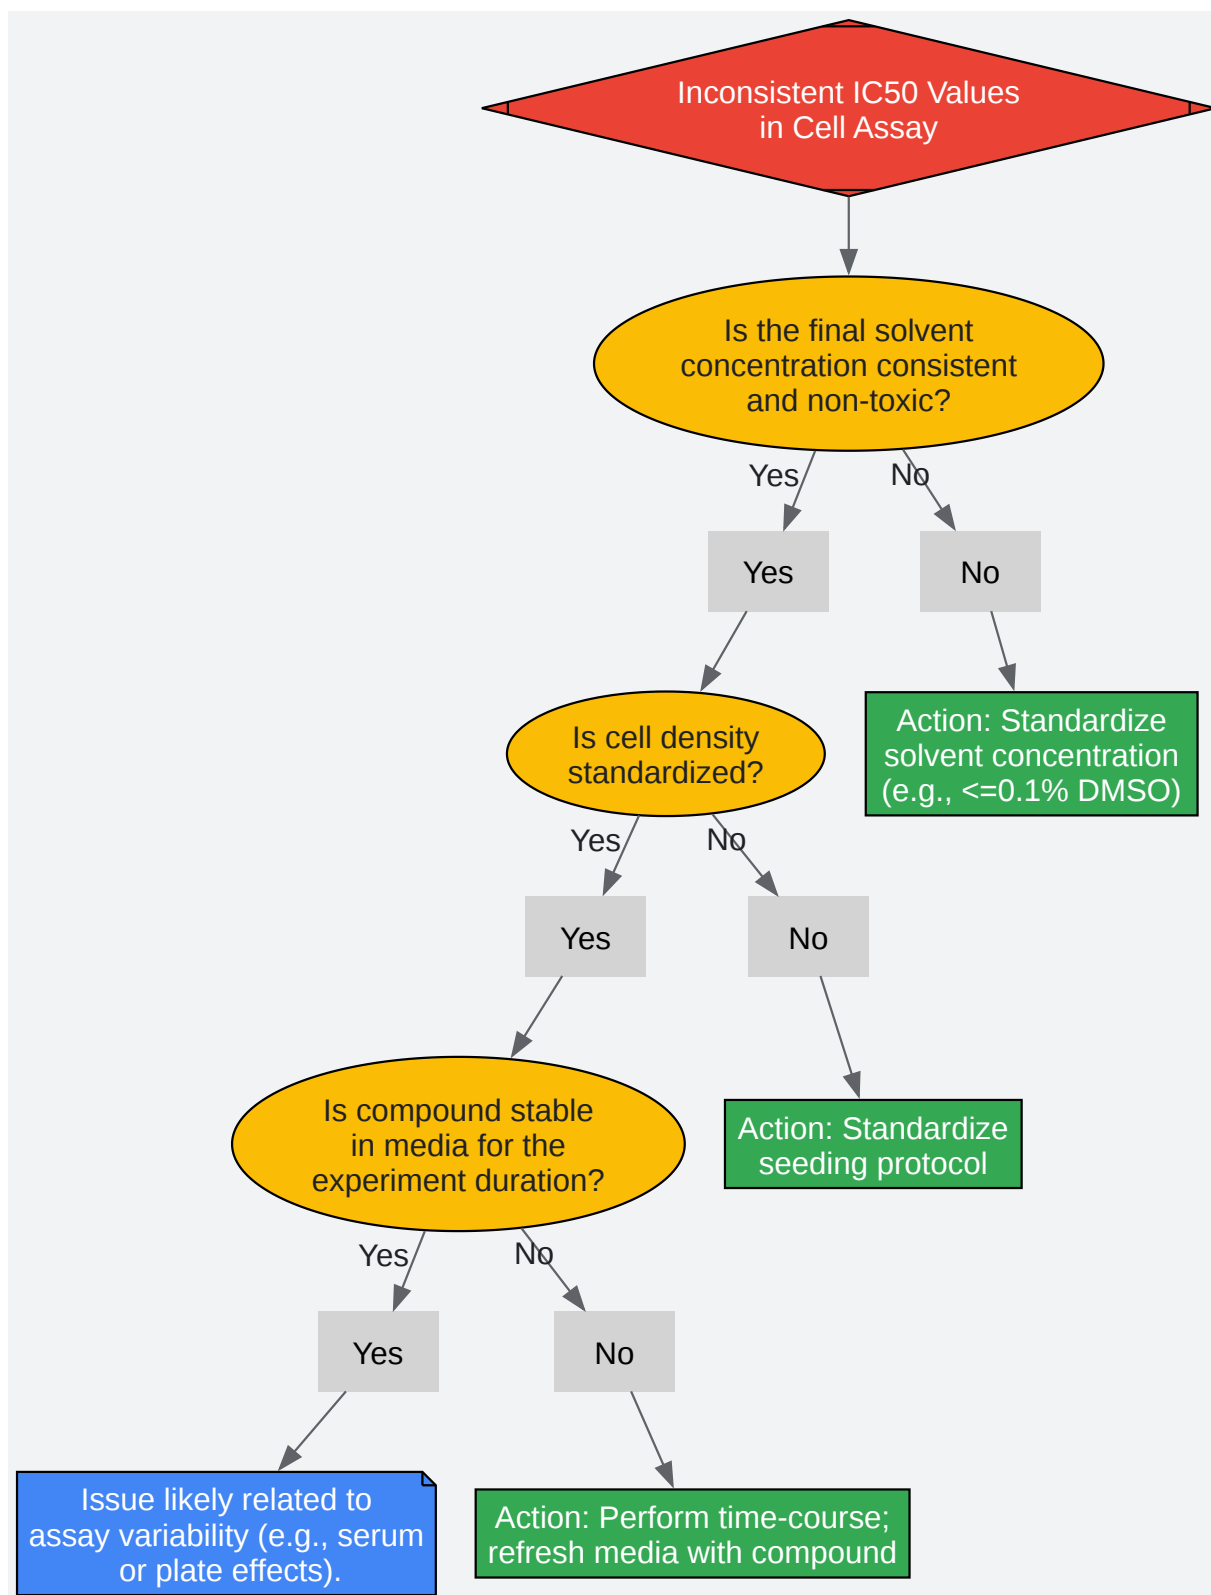 Inconsistent IC50 Values
in Cell Assay
Is the final solvent
concentration consistent
and non-toxic?
Yes
No
Yes
No
Is cell density
standardized?
Action: Standardize
solvent concentration
(e.g., <=0.1% DMSO)
Yes
No
Yes
No
Is compound stable
in media for the
experiment duration?
Action: Standardize
seeding protocol
Yes
No
Yes
No
Issue likely related to
assay variability (e.g., serum
or plate effects).
Action: Perform time-course;
refresh media with compound